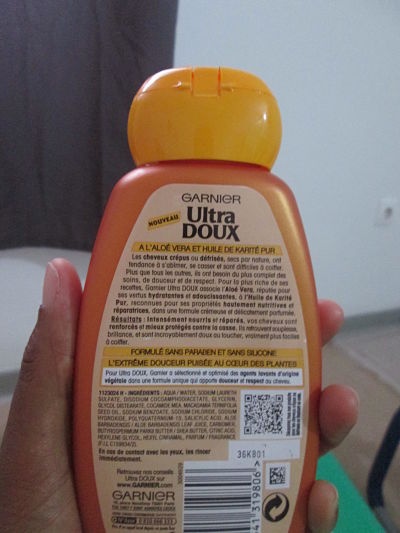 GARNIER
NOUVEAU
Ultra
DOUX
A L'ALOÉ VERA ET HUILE DE KARITÉ PUR
Les cheveux crépus ou défrisés, secs par nature, ont
tendance à s'abîmer, se casser et sont difficiles à coiffer.
Plus que tous les autres, ils ont besoin du plus complet des
soins, de douceur et de respect. Pour la plus riche de ses
recettes, Garnier Ultra DOUX associe l'Aloé Vera, réputée pour
ses vertus hydratantes et adoucissantes, à l'Huile de Karité
Pur, reconnues pour ses propriétés hautement nutritives et
réparatrices, dans une formule crémeuse et délicatement parfumée.
Résultats : Intensément nourris et réparés, vos cheveux sont
renforcés et mieux protégés contre la casse. Ils retrouvent souplesse,
brillance, et sont incroyablement doux au toucher, vraiment plus faciles
à coiffer.
FORMULÉ SANS PARABEN ET SANS SILICONE
L'EXTRÊME DOUCEUR PUISÉE AU CŒUR DES PLANTES
Pour Ultra DOUX, Garnier a sélectionné et optimisé des agents lavants d'origine
végétale dans une formule unique qui apporte douceur et respect au cheveu.
INGRÉDIENTS: AQUA / WATER, SODIUM LAURETH
SULFATE, DISODIUM COCOAMPHODIACETATE, GLYCERIN,
GLYCOL DISTEARATE, COCAMIDE MEA, MACADAMIA TERNIFOLIA
SEED OIL, SODIUM BENZOATE, SODIUM CHLORIDE, SODIUM
HYDROXIDE, POLYQUATERNIUM-10, SALICYLIC ACID, ALOE
BARBADENSIS / ALOE BARBADENSIS LEAF JUICE, CARBOMER,
BUTYROSPERMUM PARKII BUTTER / SHEA BUTTER, CITRIC ACID,
HEXYLENE GLYCOL, HEXYL CINNAMAL, PARFUM / FRAGRANCE
En cas de contact avec les yeux, les rincer
immédiatement.
36K801
Retrouvez nos conseils
Ultra DOUX sur
www.GARNIER.com
GARNIER